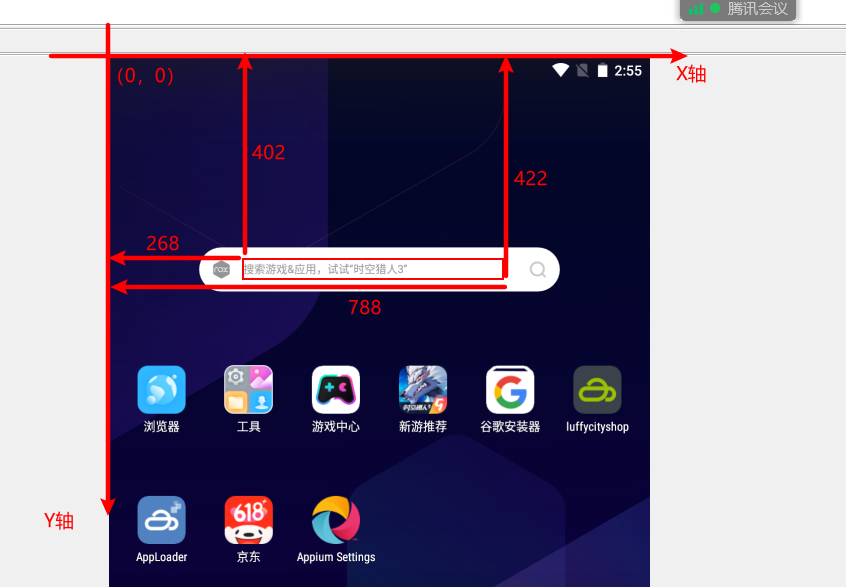 腾讯会议
2:55
(0，0)
X轴
402
422
268
rox
搜索游戏&应用，试试"时空猎人3"
788
浏览器
工具
游戏中心
新游推荐
谷歌安装器
luffycityshop
Y轴
618
AppLoader
京东
Appium Settings